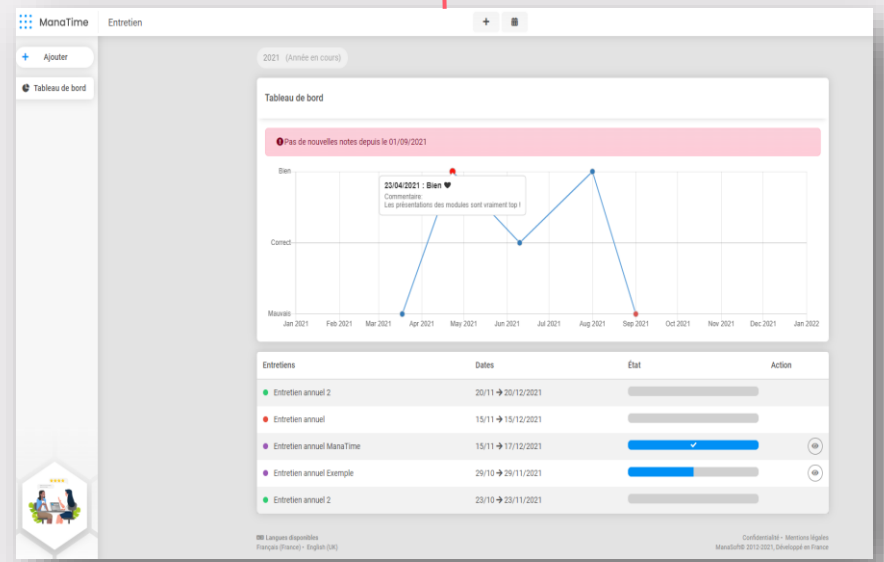 ManaTime Entretien
Ajouter
Tableau de bord
2021 (Année en cours)
Tableau de bord
Pas de nouvelles notes depuis le 01/09/2021
Bien
23/04/2021 : Bien
Commentaire
Les présentations des modules sont vraiment top !
Correct
Mauvais
Jan 2021 Feb 2021 Mar 2021 Apr 2021 May 2021 Jun 2021 Jul 2021 Aug 2021 Sep 2021 Oct 2021 Nov 2021 Dec 2021 Jan 2022
Entretiens Dates État Action
Entretien annuel 2 20/11 → 20/12/2021
Entretien annuel 15/11 → 15/12/2021
Entretien annuel ManaTime 15/11 → 17/12/2021
Entretien annuel Exemple 29/10 → 29/11/2021
Entretien annuel 2 23/10 → 23/11/2021
Langues disponibles Confidentialité - Mentions légales
Français (France) - English (UK) ManaSoft© 2012-2021, Développé en France